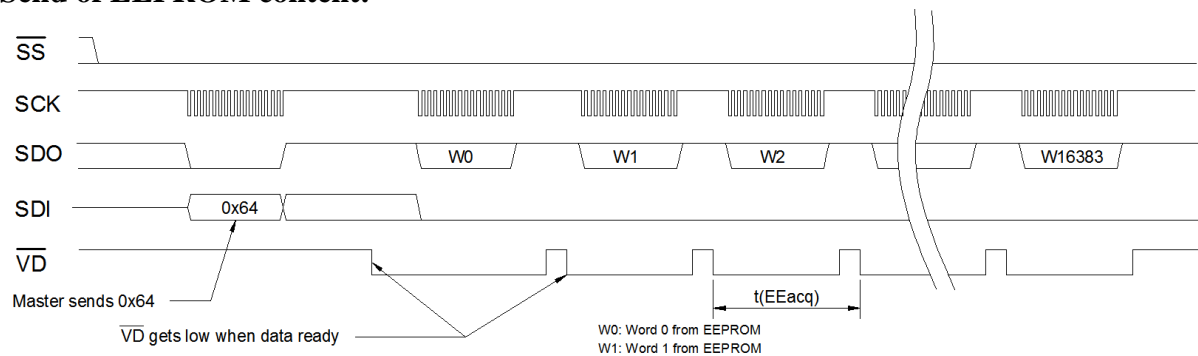 Send of EEPROM content:
SS
SCK
SDO W0 W1 W2 W16383
SDI 0x64
VD
Master sends 0x64
t(EEacq)
VD gets low when data ready
W0: Word 0 from EEPROM
W1: Word 1 from EEPROM